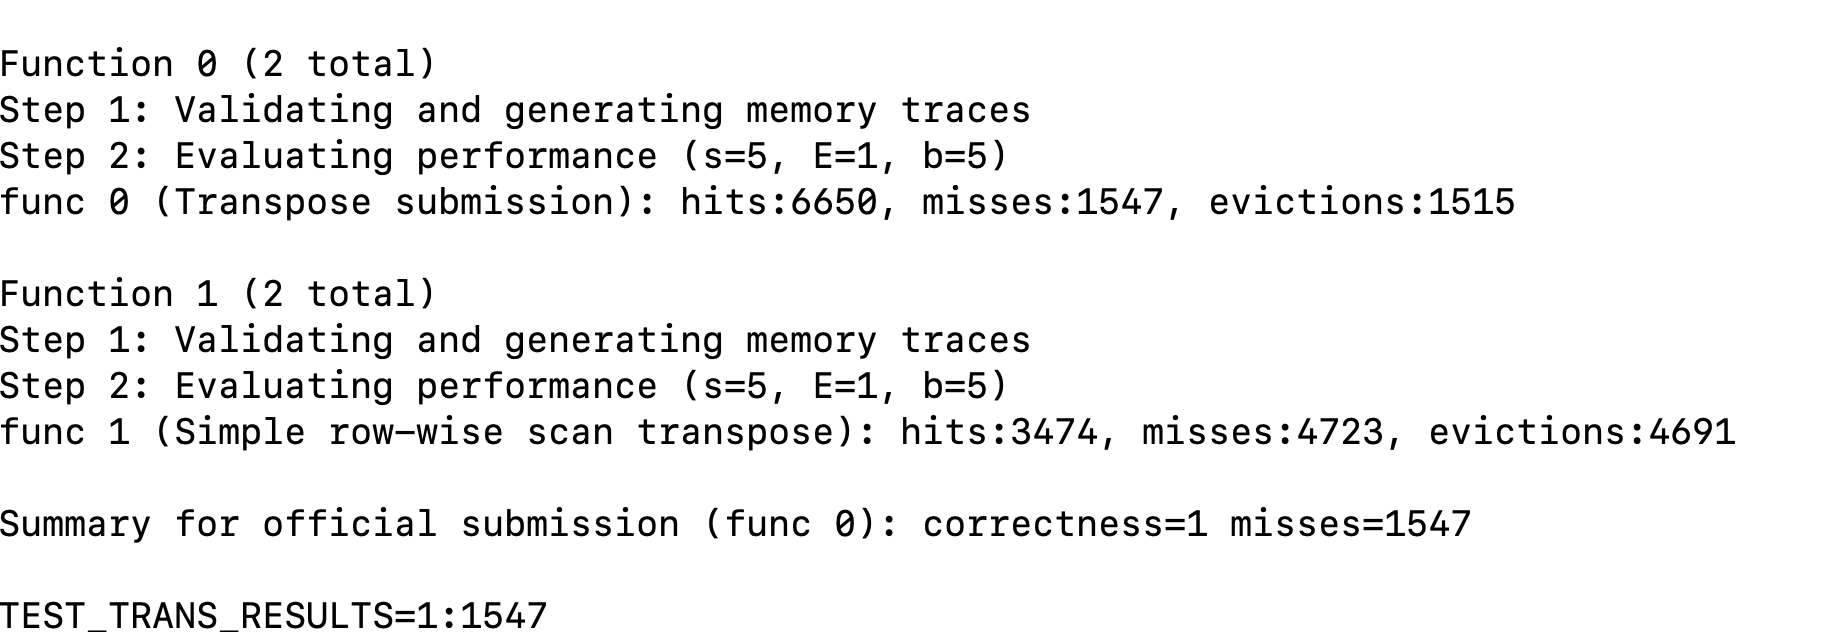 Function 0 (2 total)
Step 1: Validating and generating memory traces
Step 2: Evaluating performance (s=5, E=1, b=5)
func 0 (Transpose submission): hits:6650, misses:1547, evictions:1515
Function 1 (2 total)
Step 1: Validating and generating memory traces
Step 2: Evaluating performance (s=5, E=1, b=5)
func 1 (Simple row-wise scan transpose): hits:3474, misses:4723, evictions:4691
Summary for official submission (func 0): correctness=1 misses=1547
TEST_TRANS_RESULTS=1:1547